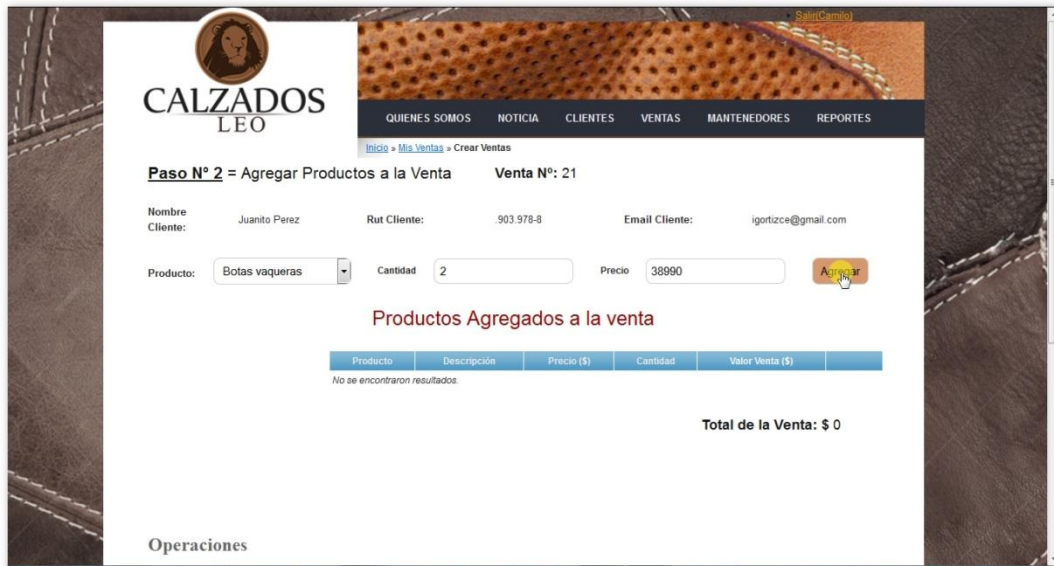 Salir(Camilo)
CALZADOS
LEO
QUIENES SOMOS NOTICIA CLIENTES VENTAS MANTENEDORES REPORTES
Inicio » Mis Ventas » Crear Ventas
Paso Nº 2 = Agregar Productos a la Venta Venta Nº: 21
Nombre Cliente: Juanito Perez Rut Cliente: .903.978-8 Email Cliente: igortizce@gmail.com
Producto: Botas vaqueras Cantidad 2 Precio 38990 Agregar
Productos Agregados a la venta
Producto Descripción Precio ($) Cantidad Valor Venta ($)
No se encontraron resultados.
Total de la Venta: $ 0
Operaciones